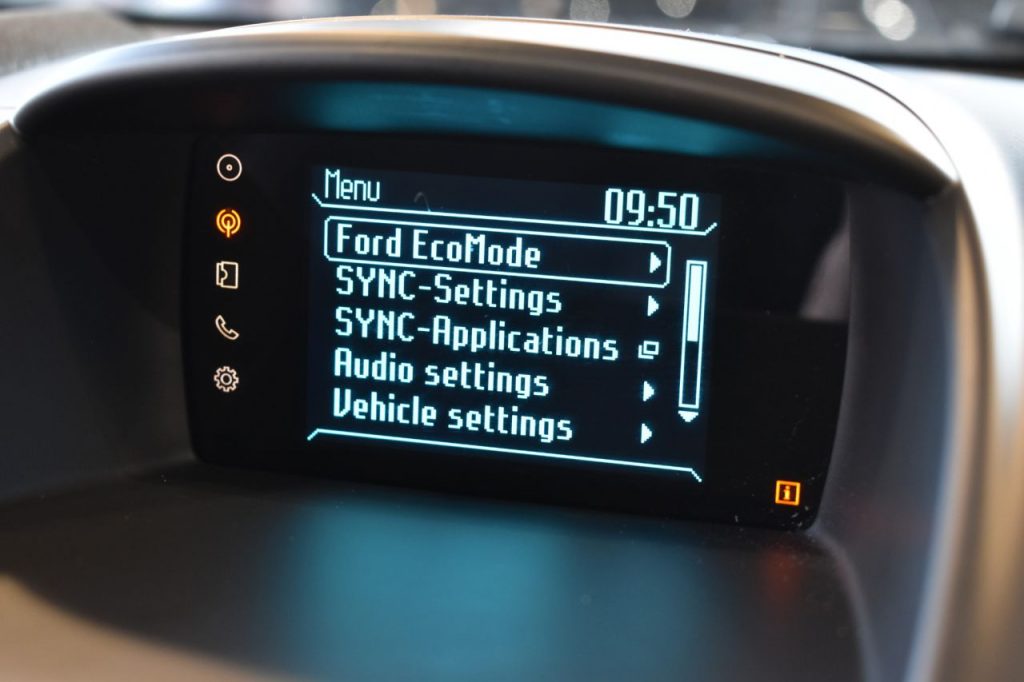 Menu 09:50
Ford EcoMode
SYNC-Settings
SYNC-Applications
Audio settings
Vehicle settings
i